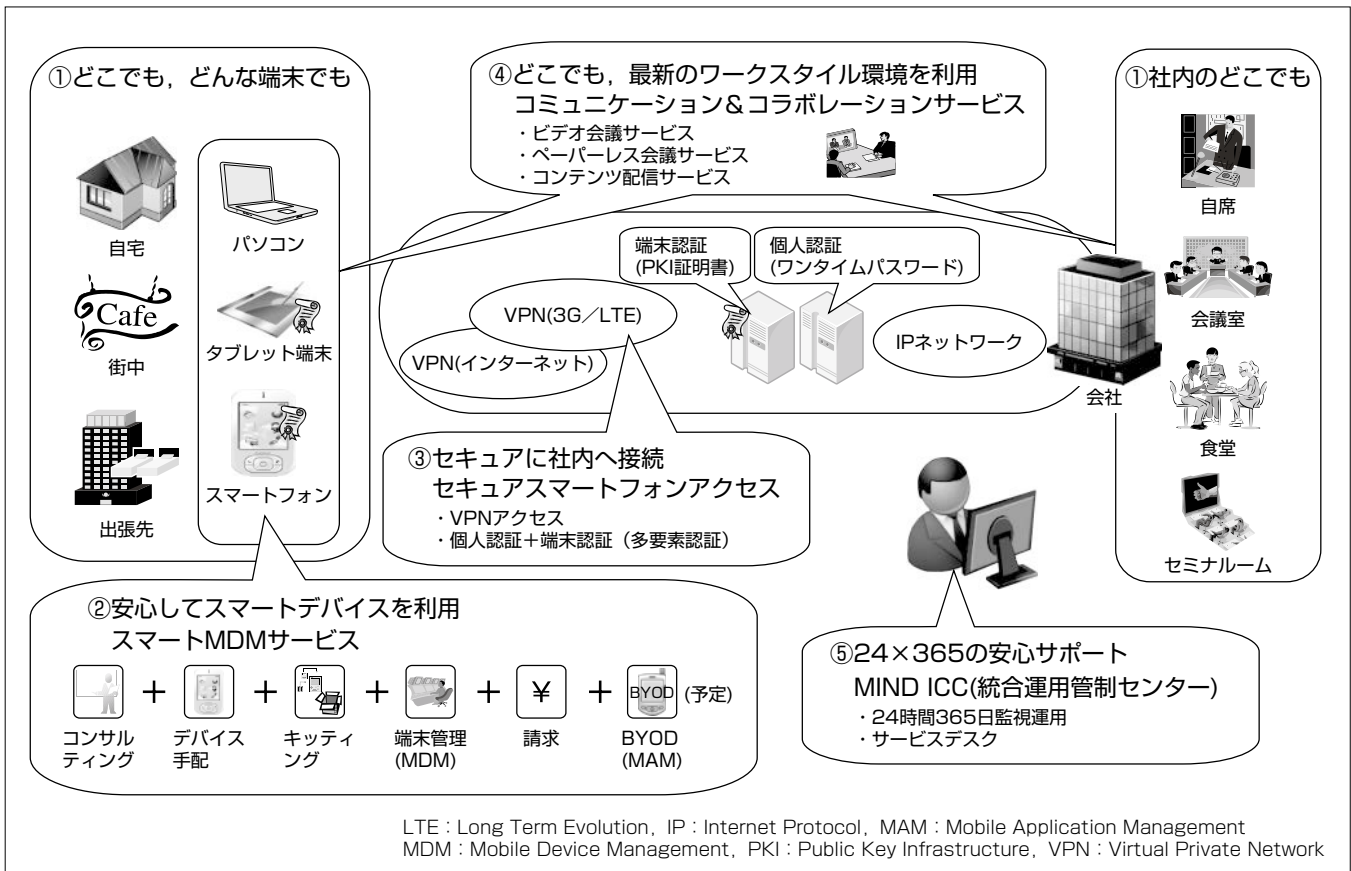 ①どこでも，どんな端末でも
自宅
Cafe
街中
出張先
パソコン
タブレット端末
スマートフォン
④どこでも，最新のワークスタイル環境を利用
コミュニケーション＆コラボレーションサービス
・ビデオ会議サービス
・ペーパーレス会議サービス
・コンテンツ配信サービス
①社内のどこでも
自席
会議室
食堂
セミナルーム
端末認証
(PKI証明書)
個人認証
(ワンタイムパスワード)
VPN(3G／LTE)
VPN(インターネット)
IPネットワーク
会社
③セキュアに社内へ接続
セキュアスマートフォンアクセス
・VPNアクセス
・個人認証＋端末認証（多要素認証）
②安心してスマートデバイスを利用
スマートMDMサービス
＋ ＋ ＋ ＋ ¥ ＋ BYOD (予定)
コンサル
ティング
デバイス
手配
キッティ
ング
端末管理
(MDM)
請求
BYOD
(MAM)
⑤24×365の安心サポート
MIND ICC(統合運用管制センター)
・24時間365日監視運用
・サービスデスク
LTE：Long Term Evolution，IP：Internet Protocol，MAM：Mobile Application Management
MDM：Mobile Device Management，PKI：Public Key Infrastructure，VPN：Virtual Private Network